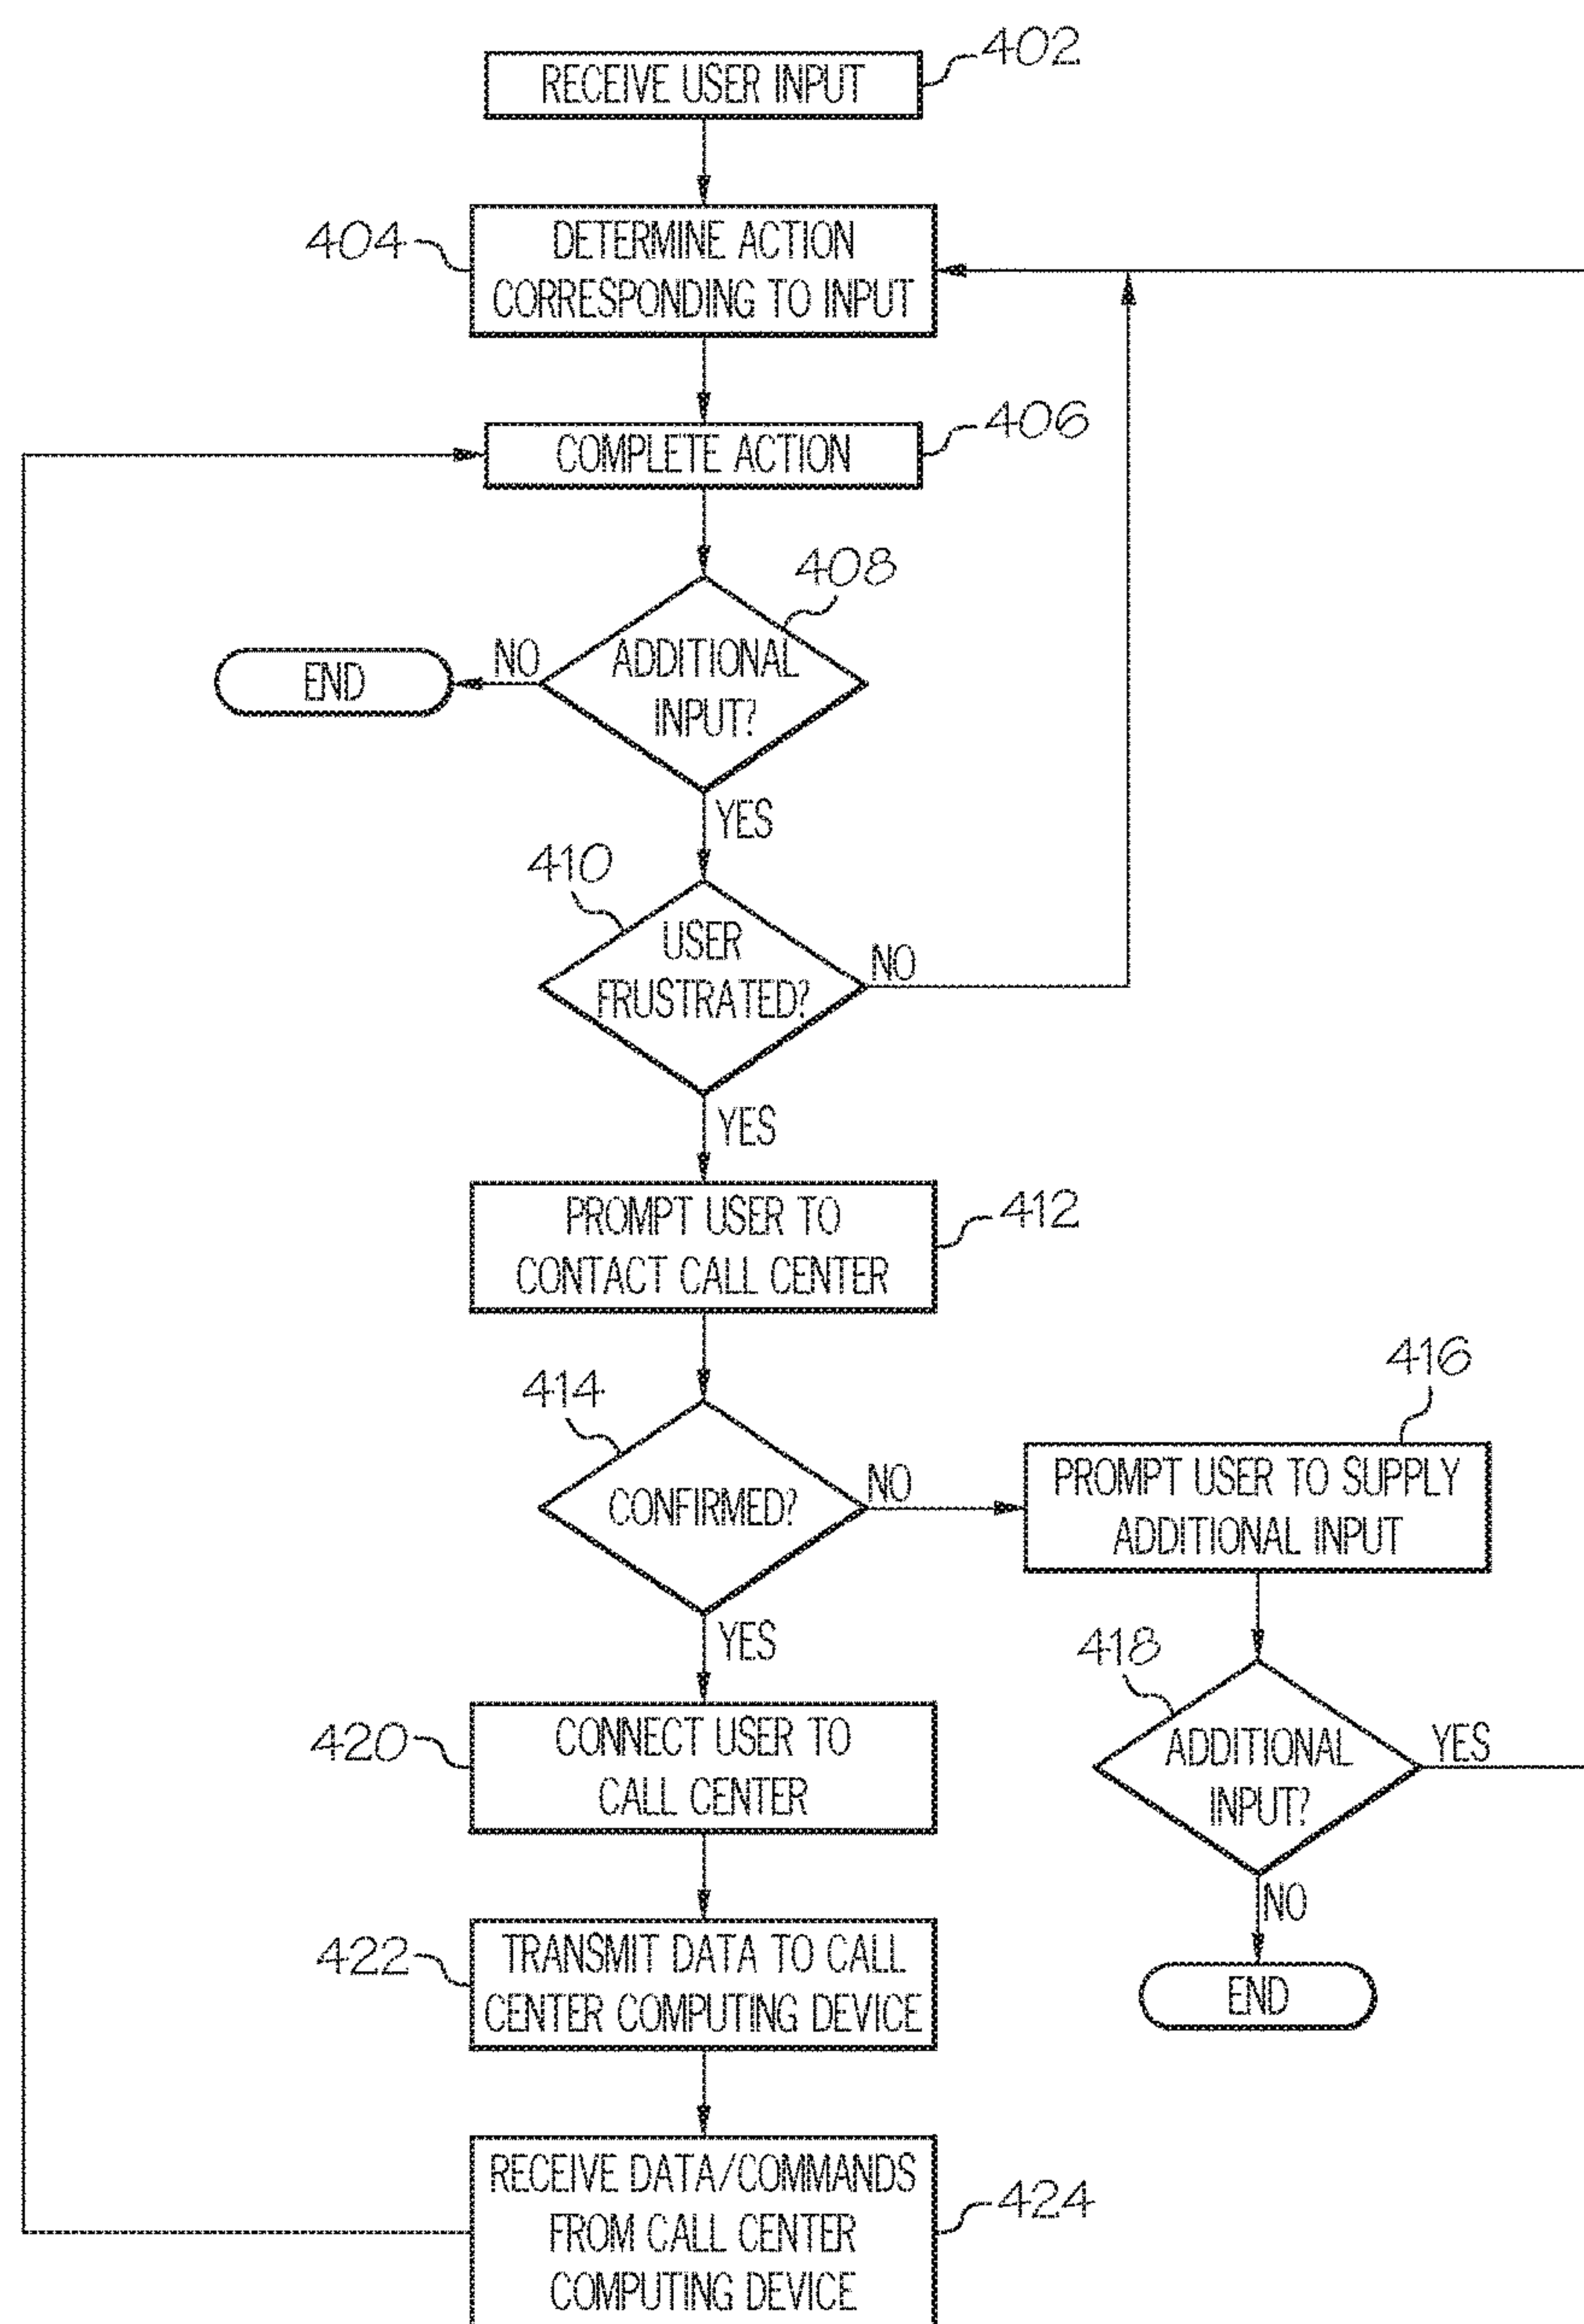 402
RECEIVE USER INPUT
404
DETERMINE ACTION
CORRESPONDING TO INPUT
406
COMPLETE ACTION
408
END
NO
ADDITIONAL
INPUT?
YES
410
USER
FRUSTRATED?
NO
YES
PROMPT USER TO
CONTACT CALL CENTER
412
414
CONFIRMED?
NO
416
PROMPT USER TO SUPPLY
ADDITIONAL INPUT
YES
418
ADDITIONAL
INPUT?
YES
NO
END
420
CONNECT USER TO
CALL CENTER
422
TRANSMIT DATA TO CALL
CENTER COMPUTING DEVICE
RECEIVE DATA/COMMANDS
FROM CALL CENTER
COMPUTING DEVICE
424